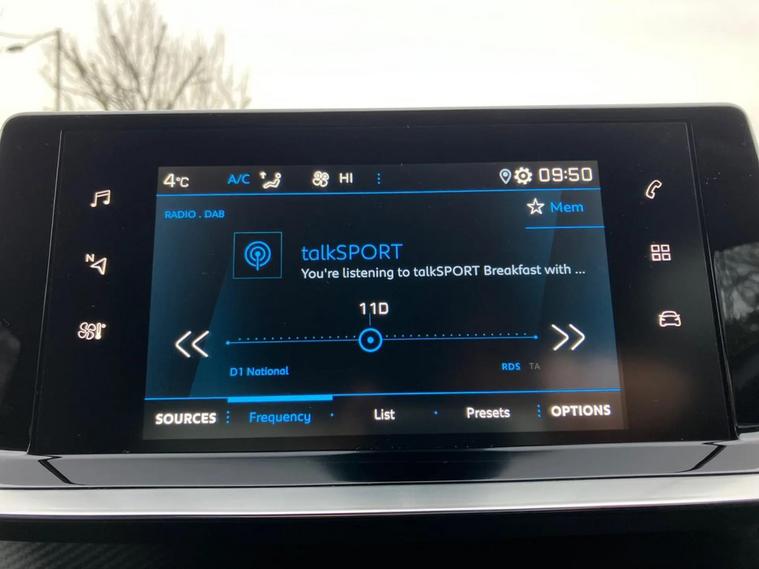 4°C A/C HI 09:50
RADIO . DAB
Mem
talkSPORT
You're listening to talkSPORT Breakfast with ...
11D
N
D1 National
RDS TA
SOURCES Frequency List Presets OPTIONS